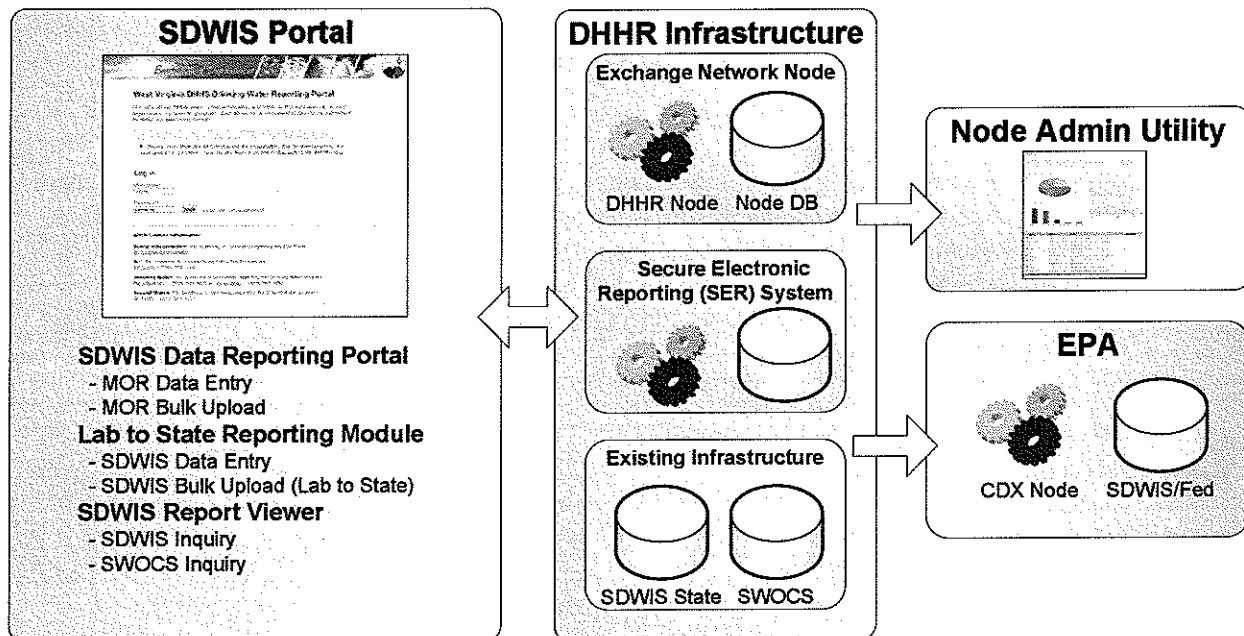 SDWIS Portal
West Virginia DHHS Drinking Water Reporting Portal
SDWIS Data Reporting Portal
- MOR Data Entry
- MOR Bulk Upload
Lab to State Reporting Module
- SDWIS Data Entry
- SDWIS Bulk Upload (Lab to State)
SDWIS Report Viewer
- SDWIS Inquiry
- SWOCS Inquiry
DHHR Infrastructure
Exchange Network Node
DHHR Node
Node DB
Secure Electronic
Reporting (SER) System
Existing Infrastructure
SDWIS State
SWOCS
Node Admin Utility
EPA
CDX Node
SDWIS/Fed